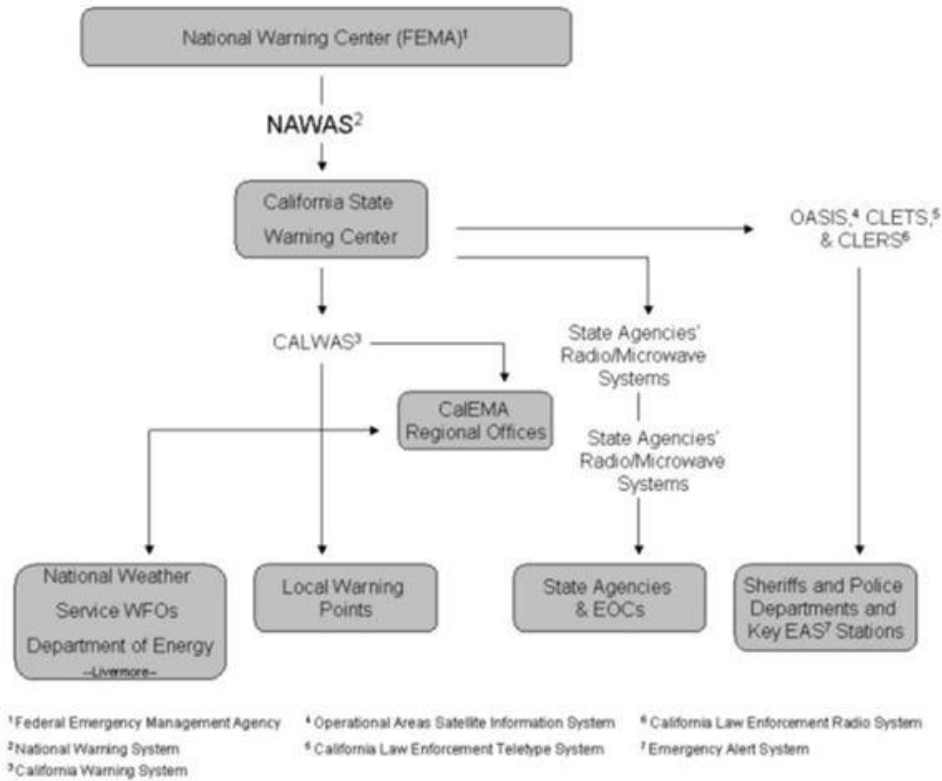 National Warning Center (FEMA)¹
NAWAS²
California State
Warning Center
OASIS,⁴ CLETS,⁵
& CLERS⁶
CALWAS³
State Agencies'
Radio/Microwave
Systems
CalEMA
Regional Offices
State Agencies'
Radio/Microwave
Systems
National Weather
Service WFOs
Department of Energy
--Livermore--
Local Warning
Points
State Agencies
& EOCs
Sheriffs and Police
Departments and
Key EAS⁷ Stations
¹Federal Emergency Management Agency
²National Warning System
³California Warning System
⁴Operational Areas Satellite Information System
⁵California Law Enforcement Teletype System
⁶California Law Enforcement Radio System
⁷Emergency Alert System